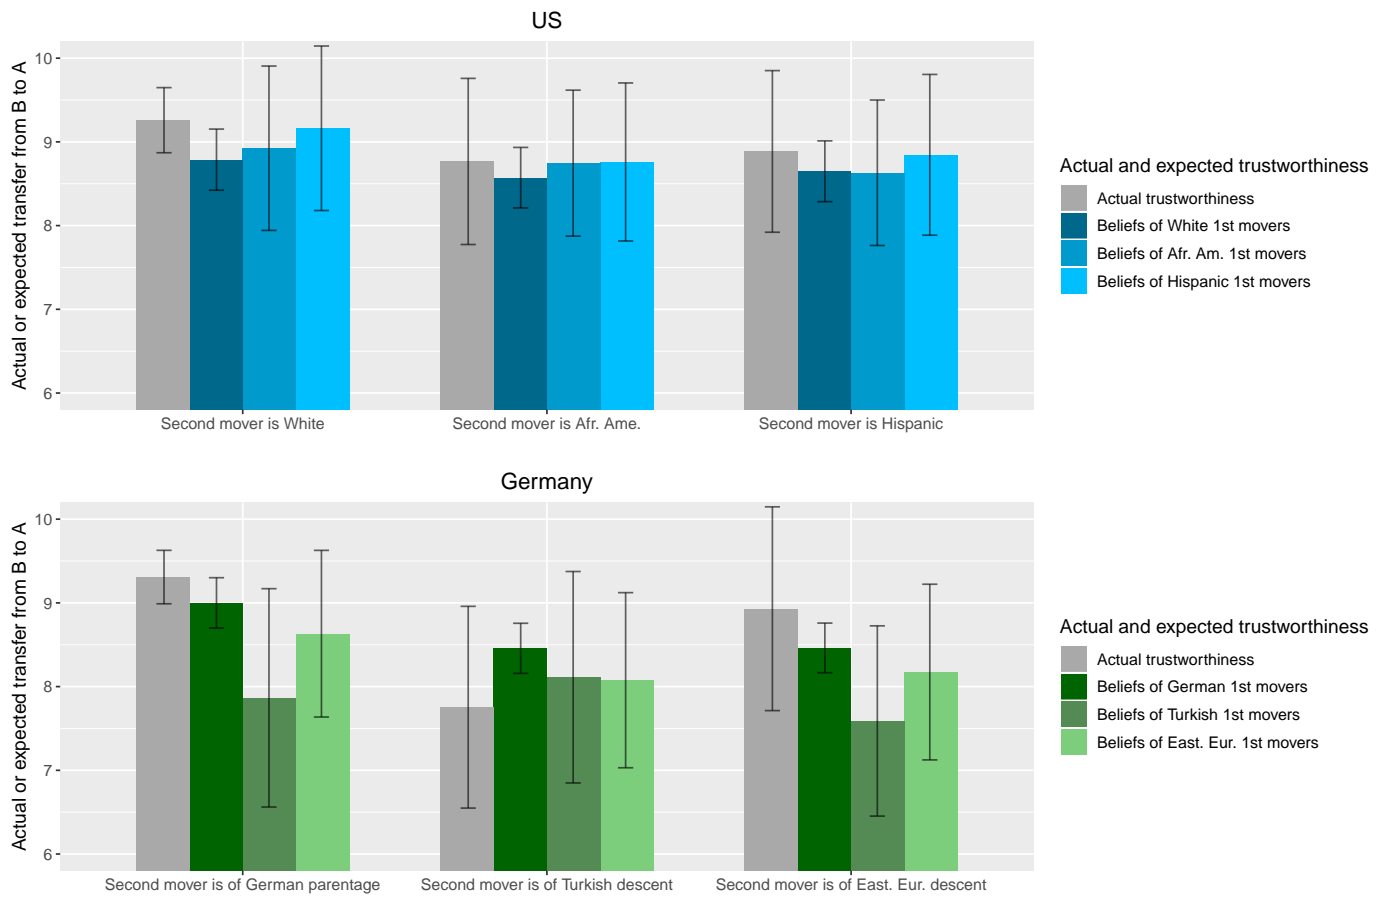 US
Actual or expected transfer from B to A
10
9
8
7
6
Second mover is White
Second mover is Afr. Ame.
Second mover is Hispanic
Actual and expected trustworthiness
Actual trustworthiness
Beliefs of White 1st movers
Beliefs of Afr. Am. 1st movers
Beliefs of Hispanic 1st movers
Germany
Actual or expected transfer from B to A
10
9
8
7
6
Second mover is of German parentage
Second mover is of Turkish descent
Second mover is of East. Eur. descent
Actual and expected trustworthiness
Actual trustworthiness
Beliefs of German 1st movers
Beliefs of Turkish 1st movers
Beliefs of East. Eur. 1st movers